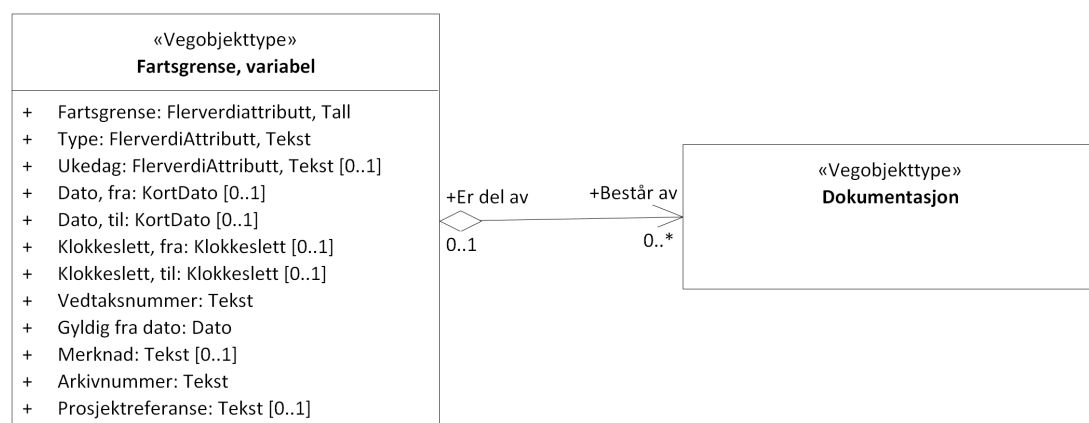 «Vegobjekttype»
Fartsgrense, variabel
+ Fartsgrense: Flerverdiattributt, Tall
+ Type: FlerverdiAttributt, Tekst
+ Ukedag: FlerverdiAttributt, Tekst [0..1]
+ Dato, fra: KortDato [0..1]
+ Dato, til: KortDato [0..1]
+ Klokkeslett, fra: Klokkeslett [0..1]
+ Klokkeslett, til: Klokkeslett [0..1]
+ Vedtaksnummer: Tekst
+ Gyldig fra dato: Dato
+ Merknad: Tekst [0..1]
+ Arkivnummer: Tekst
+ Prosjektreferanse: Tekst [0..1]
+Er del av
0..1
+Består av
0..*
«Vegobjekttype»
Dokumentasjon